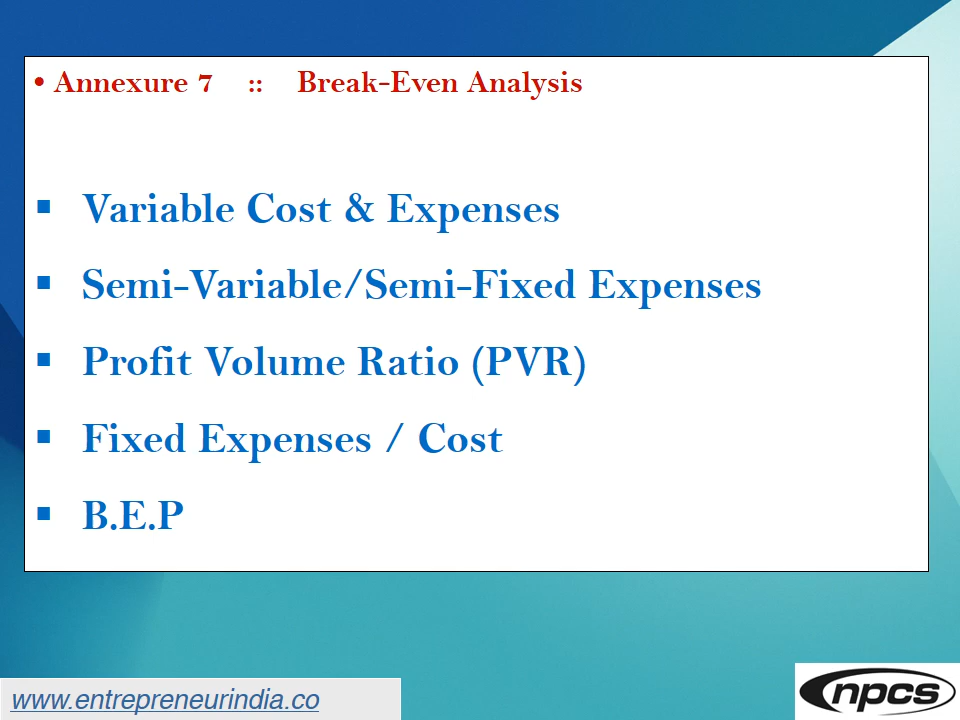 • Annexure 7 :: Break-Even Analysis
▪ Variable Cost & Expenses
▪ Semi-Variable/Semi-Fixed Expenses
▪ Profit Volume Ratio (PVR)
▪ Fixed Expenses / Cost
▪ B.E.P
www.entrepreneurindia.co
npcs